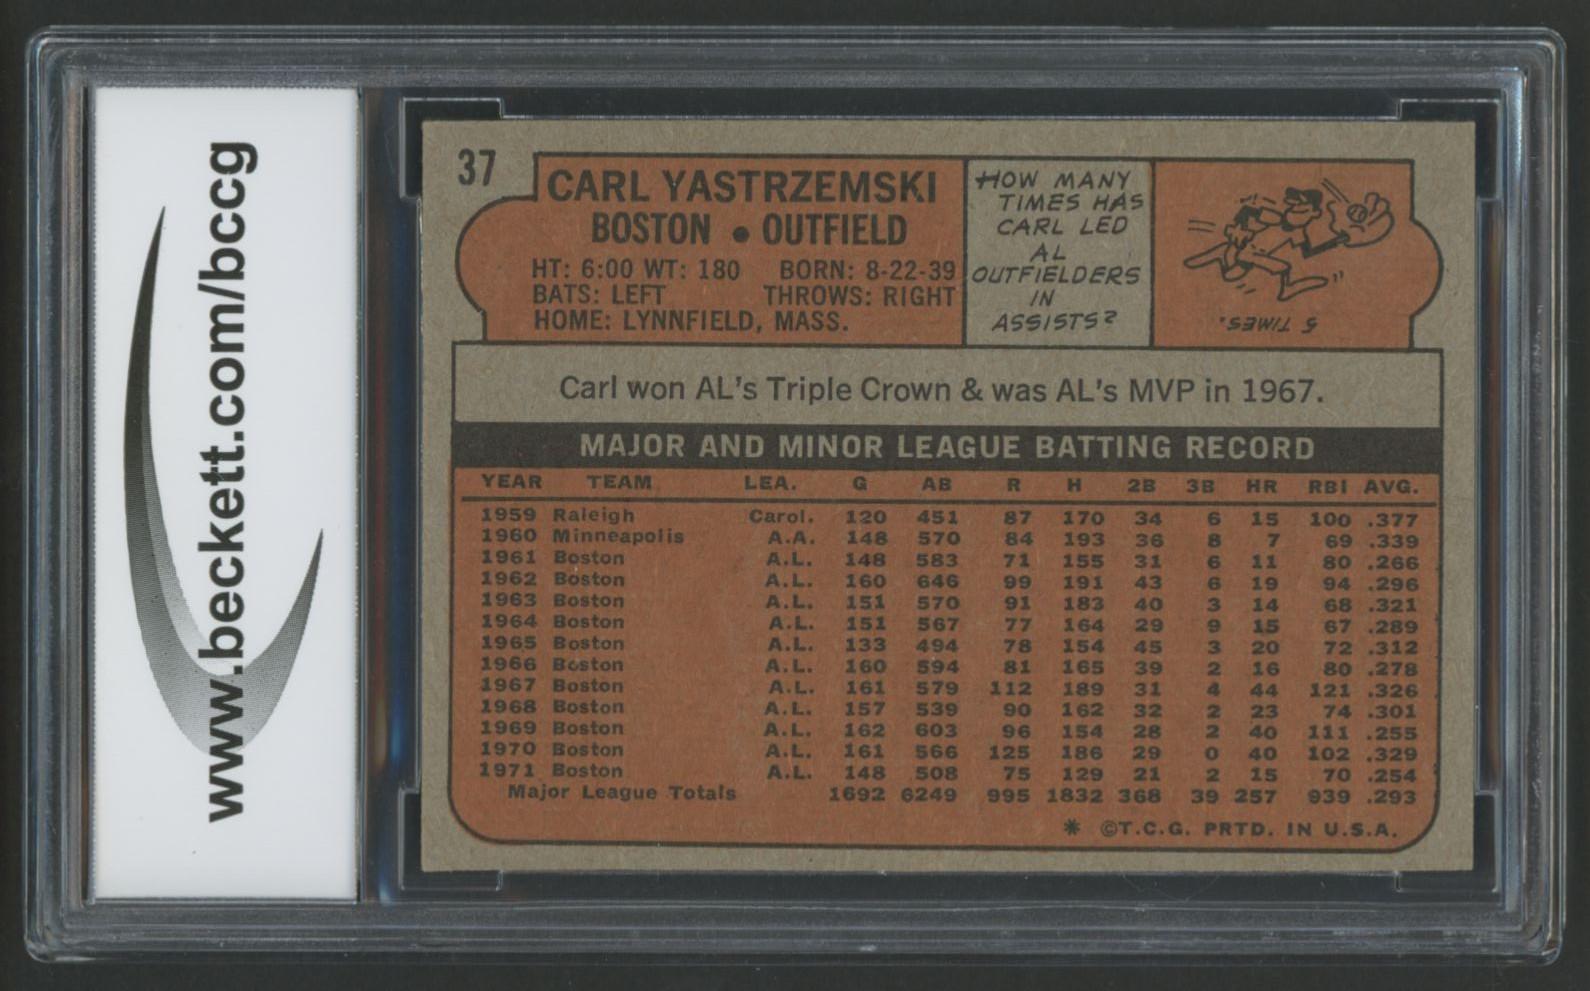 www.beckett.com/bccg
37
CARL YASTRZEMSKI
BOSTON • OUTFIELD
HT: 6:00 WT: 180 BORN: 8-22-39
BATS: LEFT THROWS: RIGHT
HOME: LYNNFIELD, MASS.
HOW MANY
TIMES HAS
CARL LED
AL
OUTFIELDERS
IN
ASSISTS?
5 TIMES.
Carl won AL's Triple Crown & was AL's MVP in 1967.
MAJOR AND MINOR LEAGUE BATTING RECORD
YEAR TEAM LEA. G AB R H 2B 3B HR RBI AVG.
1959 Raleigh Carol. 120 451 87 170 34 6 15 100 .377
1960 Minneapolis A.A. 148 570 84 193 36 8 7 69 .339
1961 Boston A.L. 148 583 71 155 31 6 11 80 .266
1962 Boston A.L. 160 646 99 191 43 6 19 94 .296
1963 Boston A.L. 151 570 91 183 40 3 14 68 .321
1964 Boston A.L. 151 567 77 164 29 9 15 67 .289
1965 Boston A.L. 133 494 78 154 45 3 20 72 .312
1966 Boston A.L. 160 594 81 165 39 2 16 80 .278
1967 Boston A.L. 161 579 112 189 31 4 44 121 .326
1968 Boston A.L. 157 539 90 162 32 2 23 74 .301
1969 Boston A.L. 162 603 96 154 28 2 40 111 .255
1970 Boston A.L. 161 566 125 186 29 0 40 102 .329
1971 Boston A.L. 148 508 75 129 21 2 15 70 .254
Major League Totals 1692 6249 995 1832 368 39 257 939 .293
* ©T.C.G. PRTD. IN U.S.A.